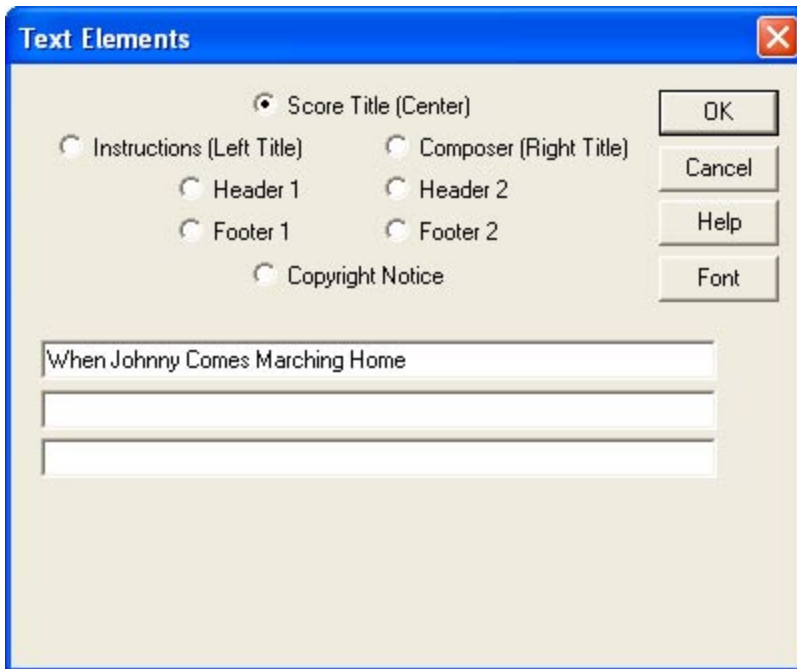 Text Elements
Score Title (Center)
OK
Instructions (Left Title)
Composer (Right Title)
Cancel
Header 1
Header 2
Help
Footer 1
Footer 2
Copyright Notice
Font
When Johnny Comes Marching Home